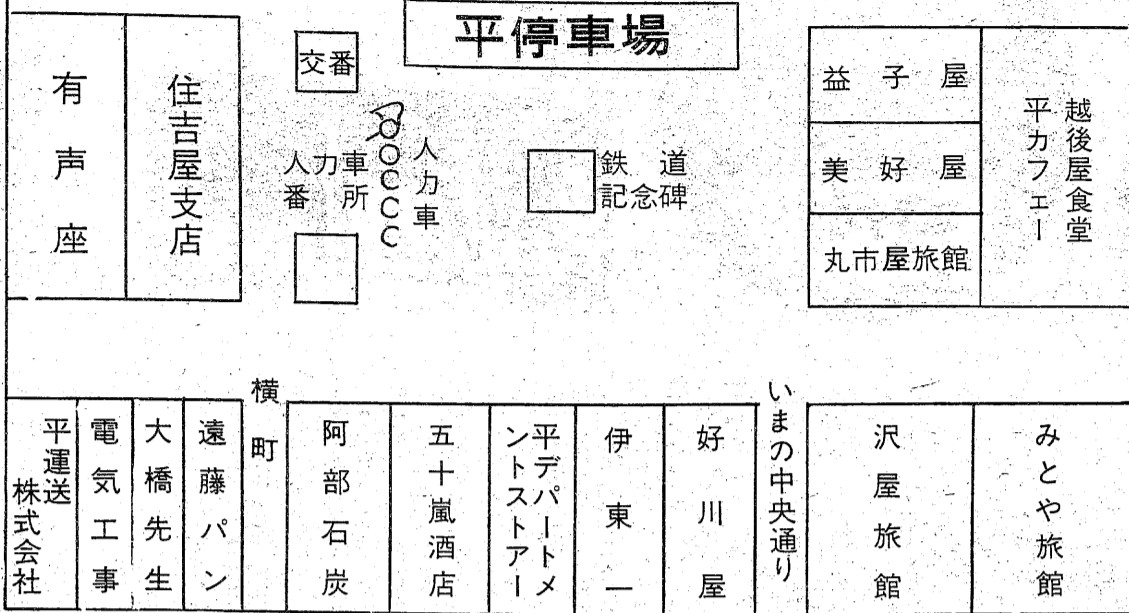 平停車場
有声座
住吉屋支店
交番
人力車
番所
人力車
鉄道
記念碑
益子屋
美好屋
丸市屋旅館
越後屋食堂
平カフェー
平運送
株式会社
電気工事
大橋先生
遠藤パン
横町
阿部石炭
五十嵐酒店
平デパートメ
ントストアー
伊東一
好川屋
いまの中央通り
沢屋旅館
みとや旅館